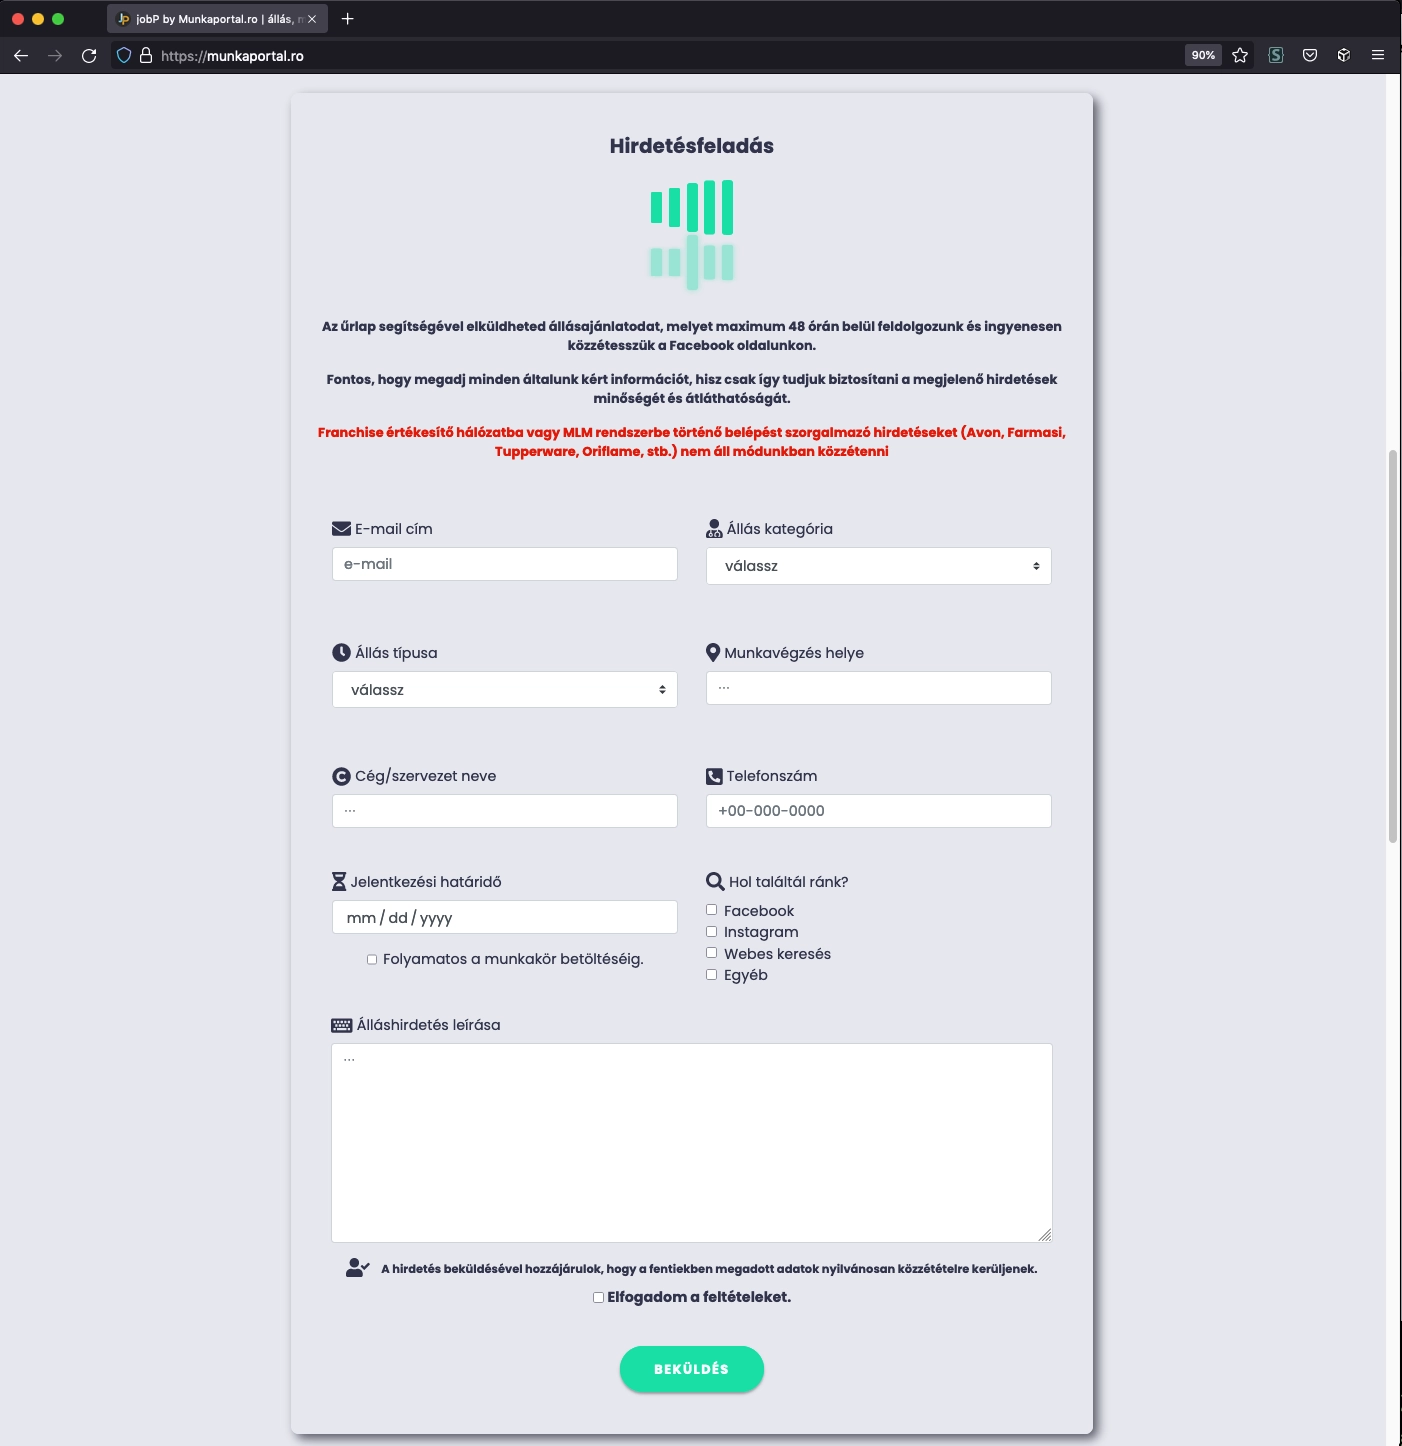 jobP by Munkaportal.ro | állás, m
https://munkaportal.ro
90%
Hirdetésfeladás
Az űrlap segítségével elküldheted állásajánlatodat, melyet maximum 48 órán belül feldolgozunk és ingyenesen
közzétesszük a Facebook oldalunkon.
Fontos, hogy megadj minden általunk kért információt, hisz csak így tudjuk biztosítani a megjelenő hirdetések
minőségét és átláthatóságát.
Franchise értékesítő hálózatba vagy MLM rendszerbe történő belépést szorgalmazó hirdetéseket (Avon, Farmasi,
Tupperware, Oriflame, stb.) nem áll módunkban közzétenni
E-mail cím
e-mail
Állás kategória
válassz
Állás típusa
válassz
Munkavégzés helye
...
Cég/szervezet neve
...
Telefonszám
+00-000-0000
Jelentkezési határidő
mm / dd / yyyy
Folyamatos a munkakör betöltéséig.
Hol találtál ránk?
Facebook
Instagram
Webes keresés
Egyéb
Álláshirdetés leírása
...
A hirdetés beküldésével hozzájárulok, hogy a fentiekben megadott adatok nyilvánosan közzétételre kerüljenek.
Elfogadom a feltételeket.
BEKÜLDÉS